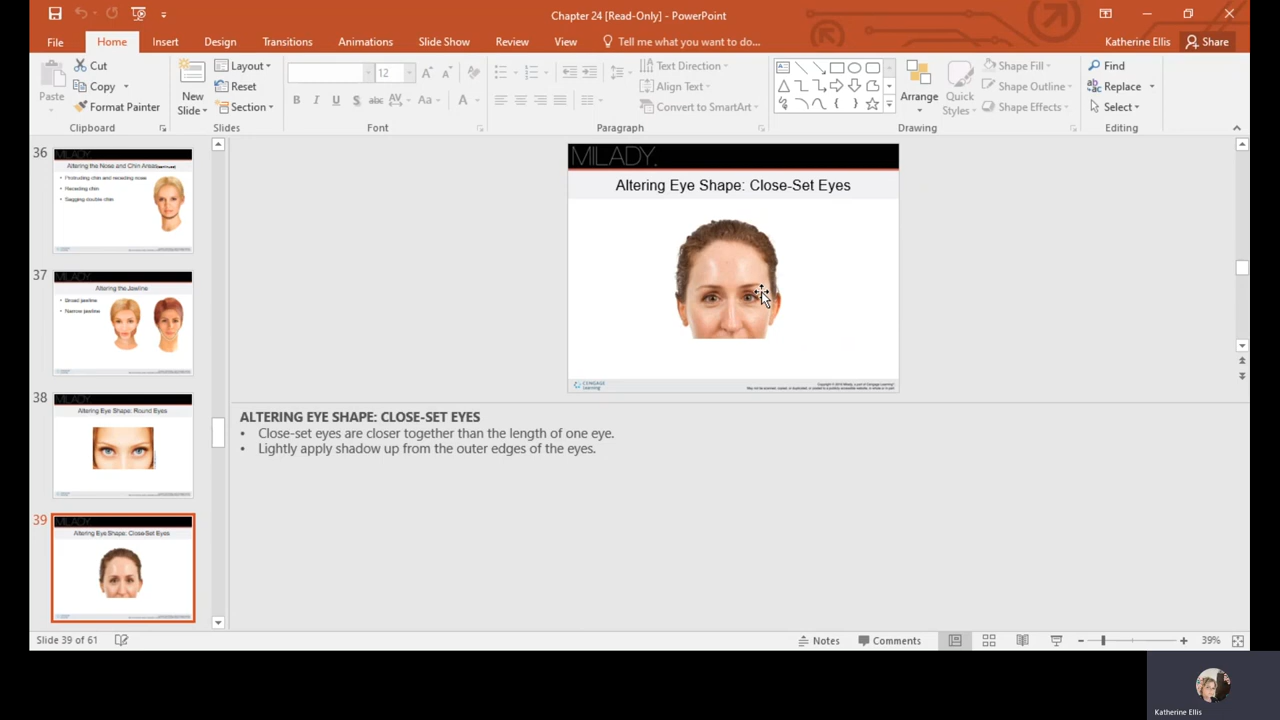 Chapter 24 [Read-Only] - PowerPoint
File Home Insert Design Transitions Animations Slide Show Review View Tell me what you want to do... Katherine Ellis Share
Paste
Cut
Copy
Format Painter
Clipboard
New Slide
Layout
Reset
Section
Slides
12
Font
Text Direction
Align Text
Convert to SmartArt
Paragraph
Arrange
Quick Styles
Shape Fill
Shape Outline
Shape Effects
Drawing
Find
Replace
Select
Editing
36
MILADY
Altering the Nose and Chin Areas
• Protruding chin and receding nose
• Receding chin
• Sagging double chin
37
MILADY
Altering the Jawline
• Broad jawline
• Narrow jawline
38
MILADY
Altering Eye Shape: Round Eyes
39
MILADY
Altering Eye Shape: Close-Set Eyes
MILADY.
Altering Eye Shape: Close-Set Eyes
CENGAGE
Learning
ALTERING EYE SHAPE: CLOSE-SET EYES
• Close-set eyes are closer together than the length of one eye.
• Lightly apply shadow up from the outer edges of the eyes.
Slide 39 of 61 Notes Comments 39%
Katherine Ellis